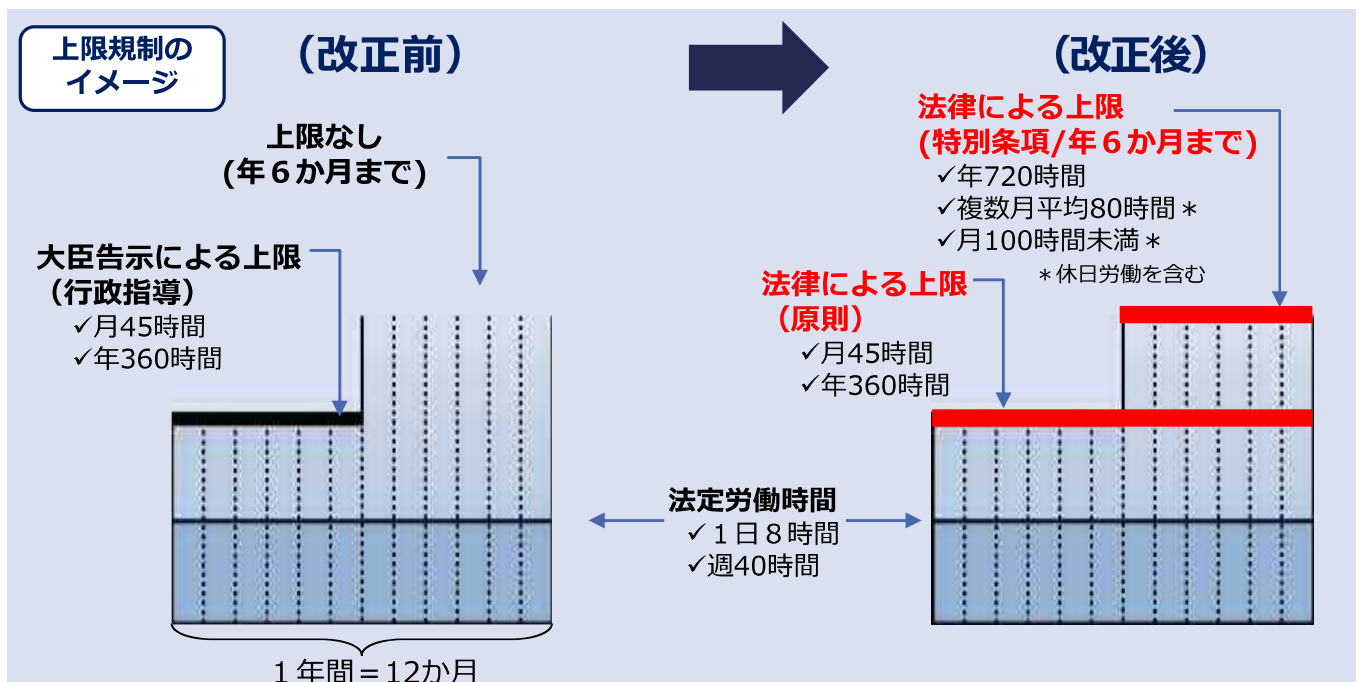 上限規制の
イメージ
（改正前）
上限なし
(年６か月まで)
大臣告示による上限
（行政指導）
✓月45時間
✓年360時間
１年間＝12か月
法定労働時間
✓１日８時間
✓週40時間
（改正後）
法律による上限
(特別条項/年６か月まで)
✓年720時間
✓複数月平均80時間＊
✓月100時間未満＊
＊休日労働を含む
法律による上限
（原則）
✓月45時間
✓年360時間